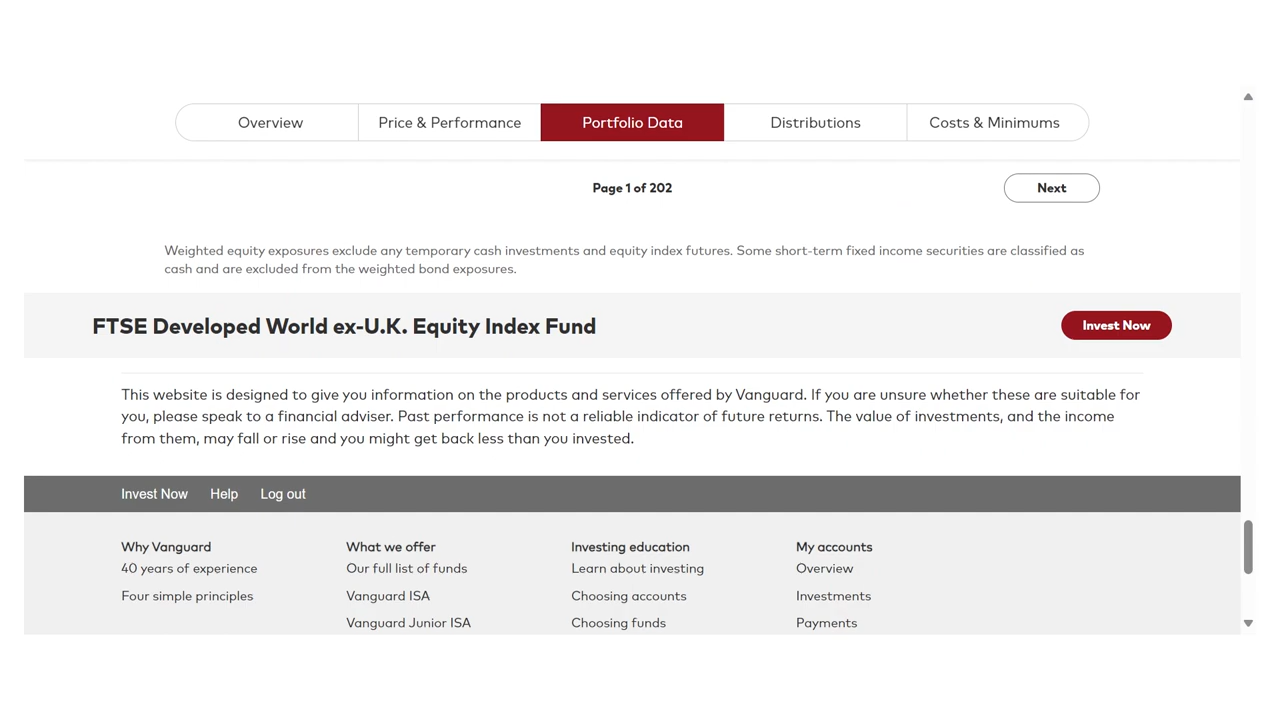 Overview
Price & Performance
Portfolio Data
Distributions
Costs & Minimums
Page 1 of 202
Next
Weighted equity exposures exclude any temporary cash investments and equity index futures. Some short-term fixed income securities are classified as
cash and are excluded from the weighted bond exposures.
FTSE Developed World ex-U.K. Equity Index Fund
Invest Now
This website is designed to give you information on the products and services offered by Vanguard. If you are unsure whether these are suitable for
you, please speak to a financial adviser. Past performance is not a reliable indicator of future returns. The value of investments, and the income
from them, may fall or rise and you might get back less than you invested.
Invest Now
Help
Log out
Why Vanguard
40 years of experience
Four simple principles
What we offer
Our full list of funds
Vanguard ISA
Vanguard Junior ISA
Investing education
Learn about investing
Choosing accounts
Choosing funds
My accounts
Overview
Investments
Payments